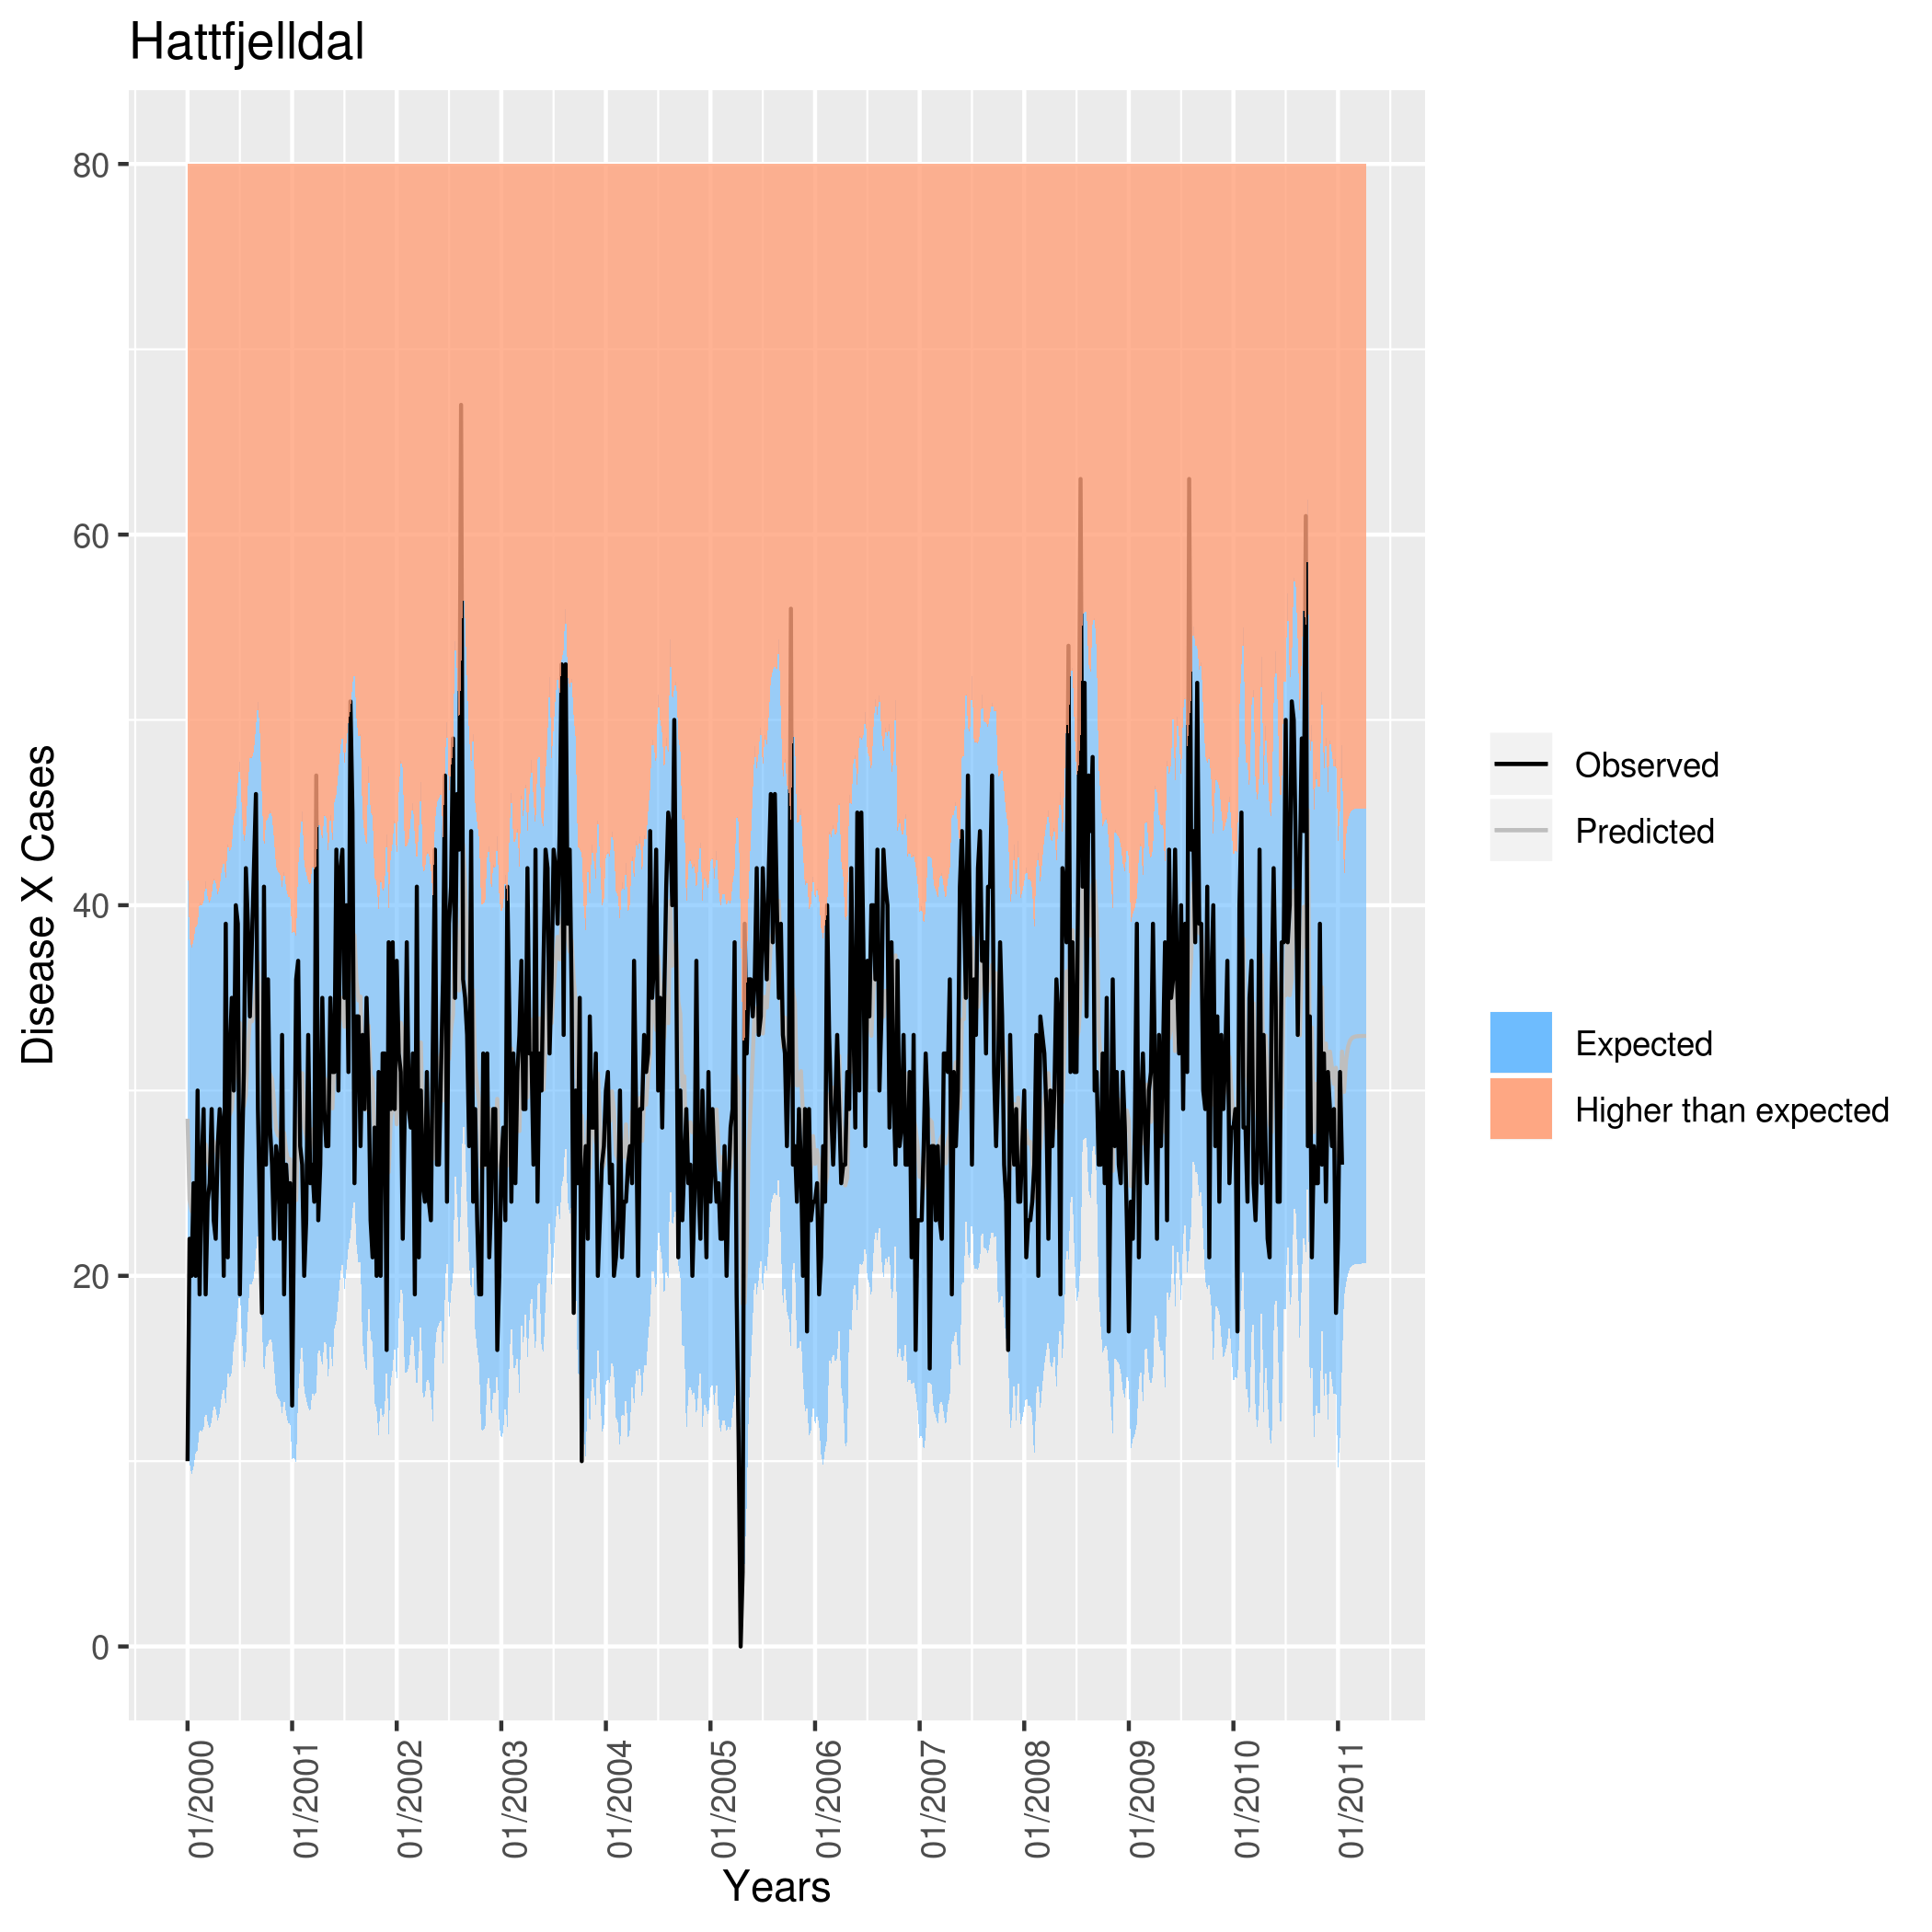 Hattfjelldal
Disease X Cases
80
60
40
20
0
01/2000
01/2001
01/2002
01/2003
01/2004
01/2005
01/2006
01/2007
01/2008
01/2009
01/2010
01/2011
Years
Observed
Predicted
Expected
Higher than expected